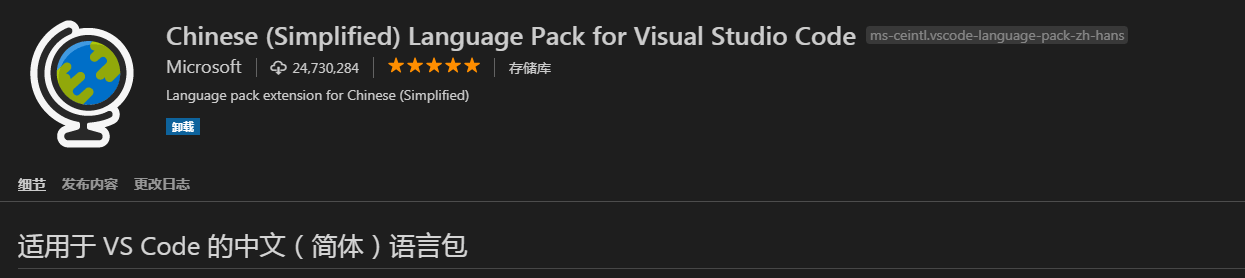 Chinese (Simplified) Language Pack for Visual Studio Code ms-ceintl.vscode-language-pack-zh-hans
Microsoft 24,730,284 存储库
Language pack extension for Chinese (Simplified)
卸载
细节 发布内容 更改日志
适用于 VS Code 的中文（简体）语言包